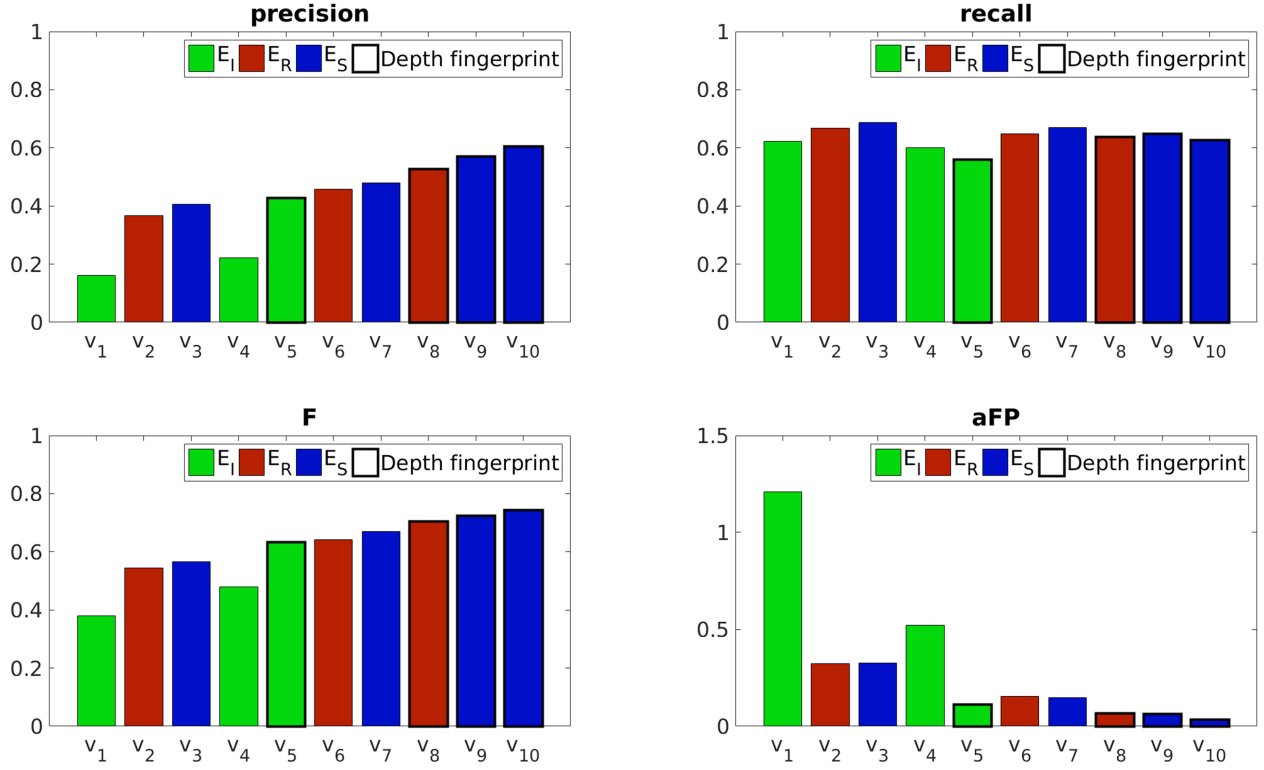 precision
1
0.8
0.6
0.4
0.2
0
E_I E_R E_S Depth fingerprint
v_1 v_2 v_3 v_4 v_5 v_6 v_7 v_8 v_9 v_10
recall
1
0.8
0.6
0.4
0.2
0
E_I E_R E_S Depth fingerprint
v_1 v_2 v_3 v_4 v_5 v_6 v_7 v_8 v_9 v_10
F
1
0.8
0.6
0.4
0.2
0
E_I E_R E_S Depth fingerprint
v_1 v_2 v_3 v_4 v_5 v_6 v_7 v_8 v_9 v_10
aFP
1.5
1
0.5
0
E_I E_R E_S Depth fingerprint
v_1 v_2 v_3 v_4 v_5 v_6 v_7 v_8 v_9 v_10